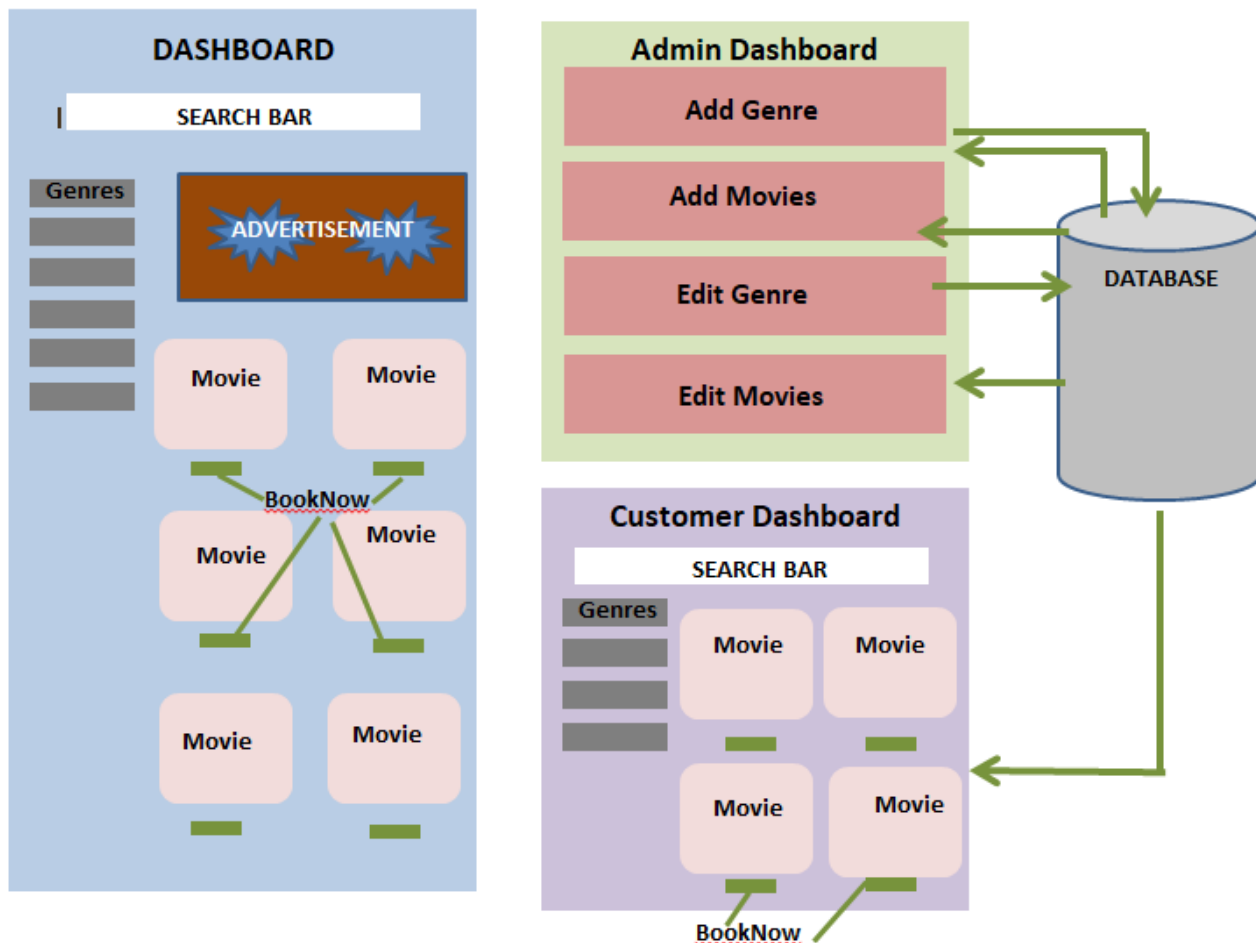 DASHBOARD
SEARCH BAR
Genres
ADVERTISEMENT
Movie
Movie
BookNow
Movie
Movie
Movie
Movie
Admin Dashboard
Add Genre
Add Movies
Edit Genre
Edit Movies
DATABASE
Customer Dashboard
SEARCH BAR
Genres
Movie
Movie
Movie
Movie
BookNow